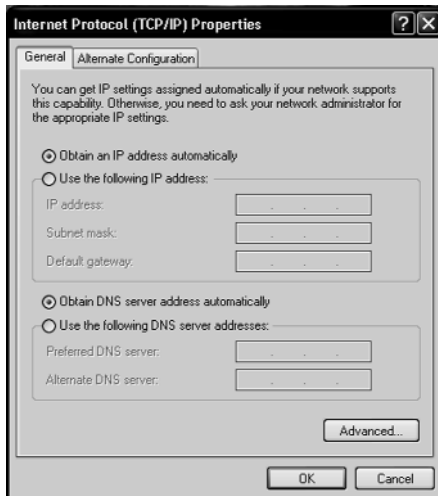 Internet Protocol (TCP/IP) Properties
? X
General Alternate Configuration
You can get IP settings assigned automatically if your network supports
this capability. Otherwise, you need to ask your network administrator for
the appropriate IP settings.
Obtain an IP address automatically
Use the following IP address:
IP address:
Subnet mask:
Default gateway:
Obtain DNS server address automatically
Use the following DNS server addresses:
Preferred DNS server:
Alternate DNS server:
Advanced...
OK Cancel